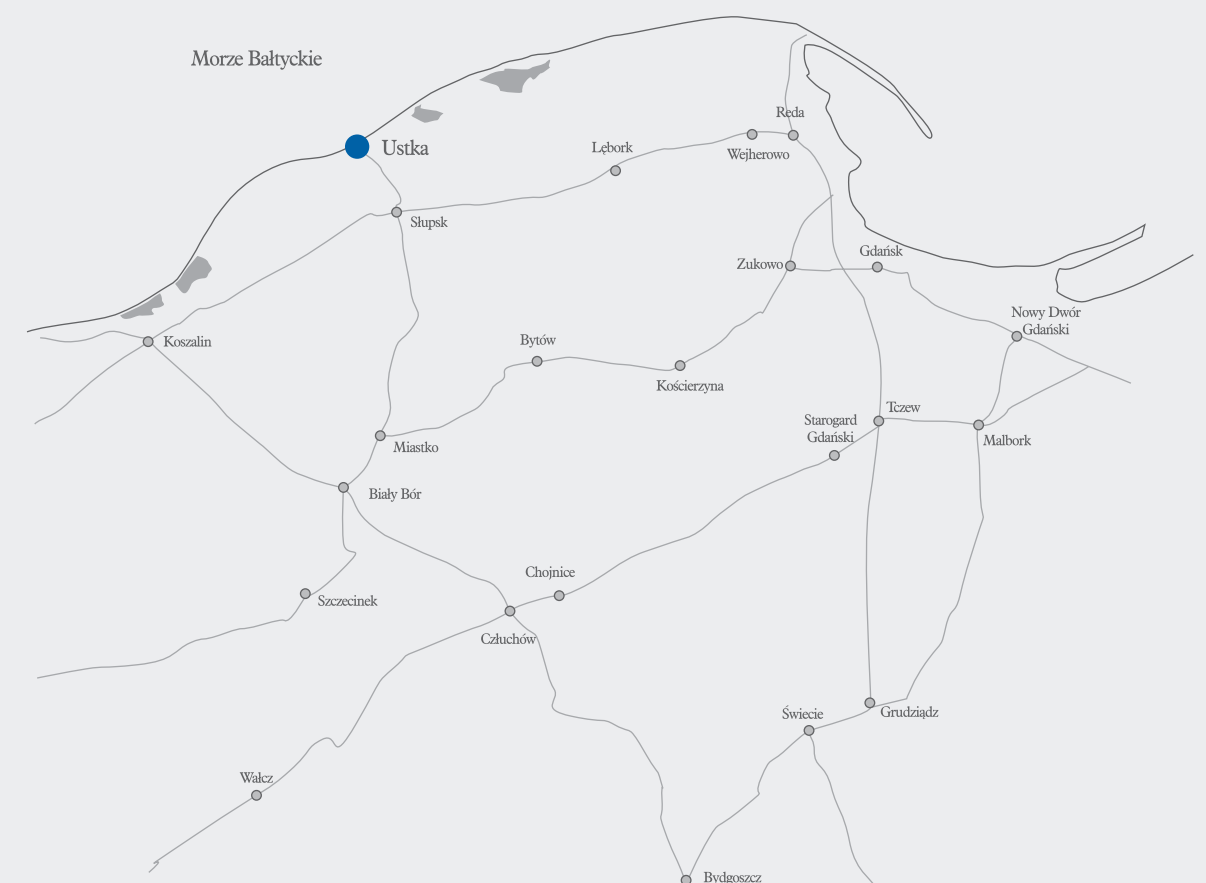 Morze Bałtyckie
Reda
Ustka
Lębork
Wejherowo
Słupsk
Gdańsk
Zukowo
Nowy Dwór
Gdański
Koszalin
Bytów
Kościerzyna
Tczew
Starogard
Gdański
Malbork
Miastko
Biały Bór
Chojnice
Szczecinek
Człuchów
Świecie
Grudziądz
Wałcz
Bydgoszcz